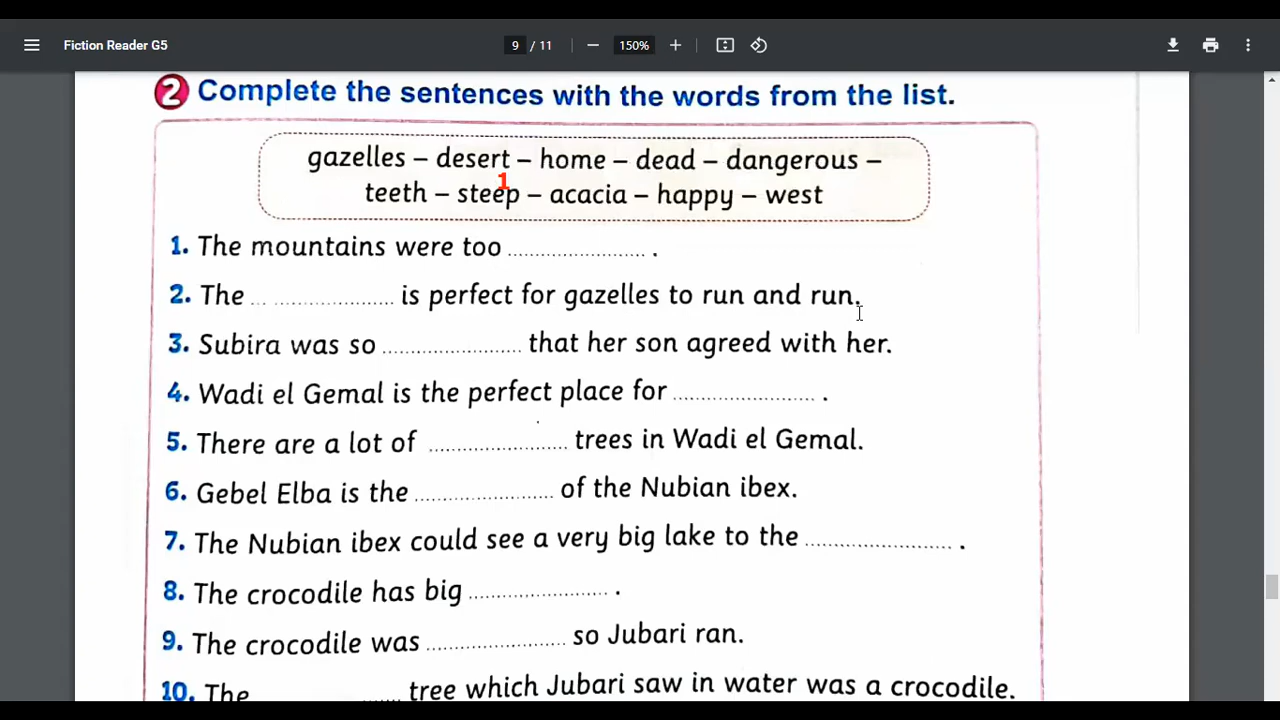 Fiction Reader G5
9 / 11
150%
2 Complete the sentences with the words from the list.
gazelles – desert – home – dead – dangerous –
teeth – steep – acacia – happy – west
1
1. The mountains were too ........................ .
2. The ... ........................ is perfect for gazelles to run and run.
3. Subira was so ........................ that her son agreed with her.
4. Wadi el Gemal is the perfect place for ........................ .
5. There are a lot of ........................ trees in Wadi el Gemal.
6. Gebel Elba is the ........................ of the Nubian ibex.
7. The Nubian ibex could see a very big lake to the ........................ .
8. The crocodile has big ........................ .
9. The crocodile was ........................ so Jubari ran.
10. The ........................ tree which Jubari saw in water was a crocodile.